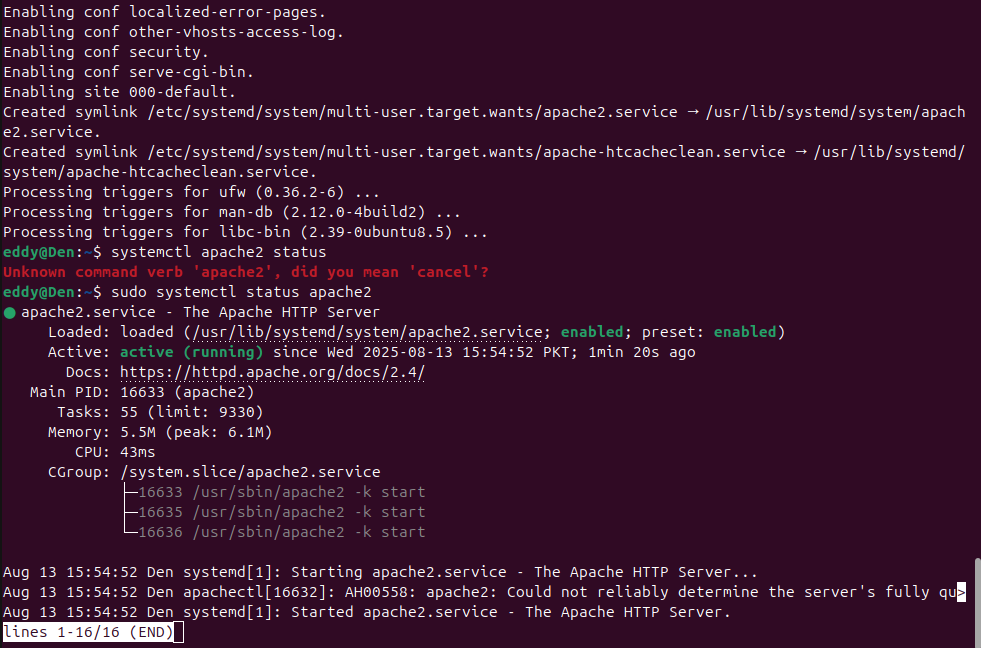 Enabling conf localized-error-pages.
Enabling conf other-vhosts-access-log.
Enabling conf security.
Enabling conf serve-cgi-bin.
Enabling site 000-default.
Created symlink /etc/systemd/system/multi-user.target.wants/apache2.service → /usr/lib/systemd/system/apach
e2.service.
Created symlink /etc/systemd/system/multi-user.target.wants/apache-htcacheclean.service → /usr/lib/systemd/
system/apache-htcacheclean.service.
Processing triggers for ufw (0.36.2-6) ...
Processing triggers for man-db (2.12.0-4build2) ...
Processing triggers for libc-bin (2.39-0ubuntu8.5) ...
eddy@Den:~$ systemctl apache2 status
Unknown command verb 'apache2', did you mean 'cancel'?
eddy@Den:~$ sudo systemctl status apache2
● apache2.service - The Apache HTTP Server
     Loaded: loaded (/usr/lib/systemd/system/apache2.service; enabled; preset: enabled)
     Active: active (running) since Wed 2025-08-13 15:54:52 PKT; 1min 20s ago
       Docs: https://httpd.apache.org/docs/2.4/
   Main PID: 16633 (apache2)
      Tasks: 55 (limit: 9330)
     Memory: 5.5M (peak: 6.1M)
        CPU: 43ms
     CGroup: /system.slice/apache2.service
             ├─16633 /usr/sbin/apache2 -k start
             ├─16635 /usr/sbin/apache2 -k start
             └─16636 /usr/sbin/apache2 -k start
Aug 13 15:54:52 Den systemd[1]: Starting apache2.service - The Apache HTTP Server...
Aug 13 15:54:52 Den apachectl[16632]: AH00558: apache2: Could not reliably determine the server's fully qu>
Aug 13 15:54:52 Den systemd[1]: Started apache2.service - The Apache HTTP Server.
lines 1-16/16 (END)